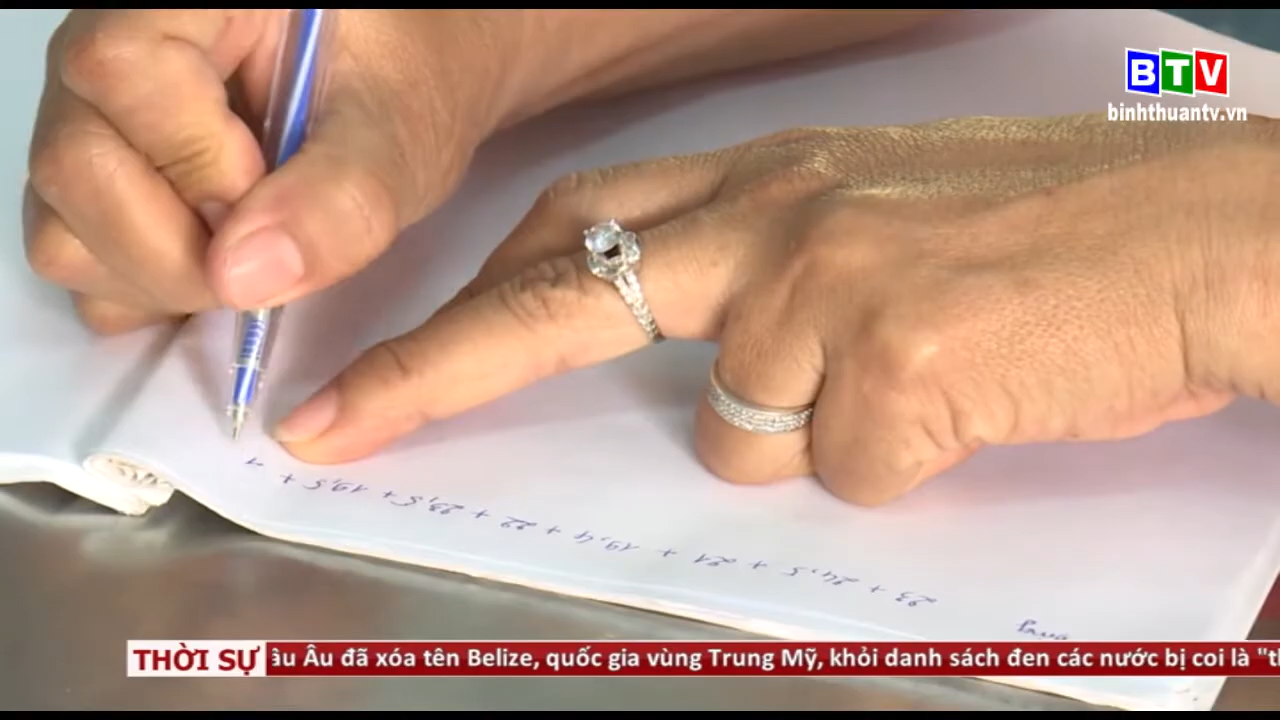 BTV
binhthuantv.vn
23 + 24,5 + 21 + 19,4 + 22 + 23,5 + 19,5 + 1
THỜI SỰ
âu Âu đã xóa tên Belize, quốc gia vùng Trung Mỹ, khỏi danh sách đen các nước bị coi là "th